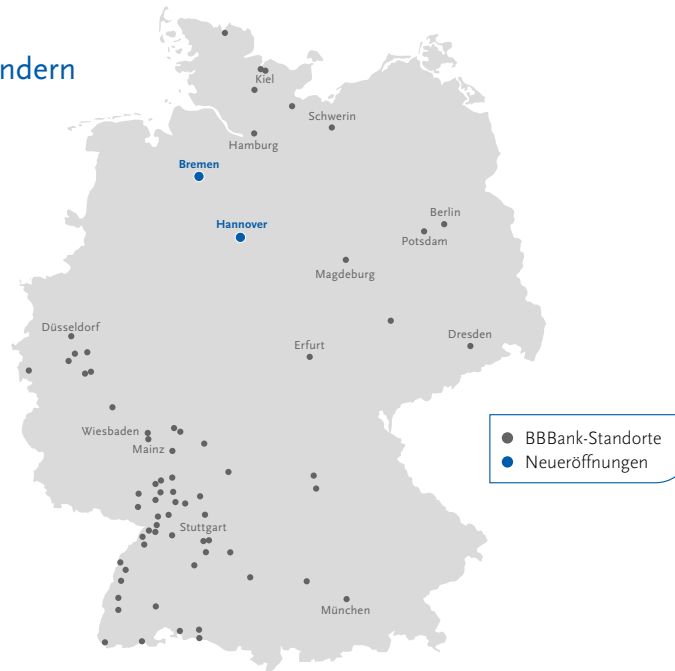 ndern
Kiel
Schwerin
Hamburg
Bremen
Hannover
Berlin
Potsdam
Magdeburg
Düsseldorf
Erfurt
Dresden
Wiesbaden
Mainz
BBBank-Standorte
Neueröffnungen
Stuttgart
München